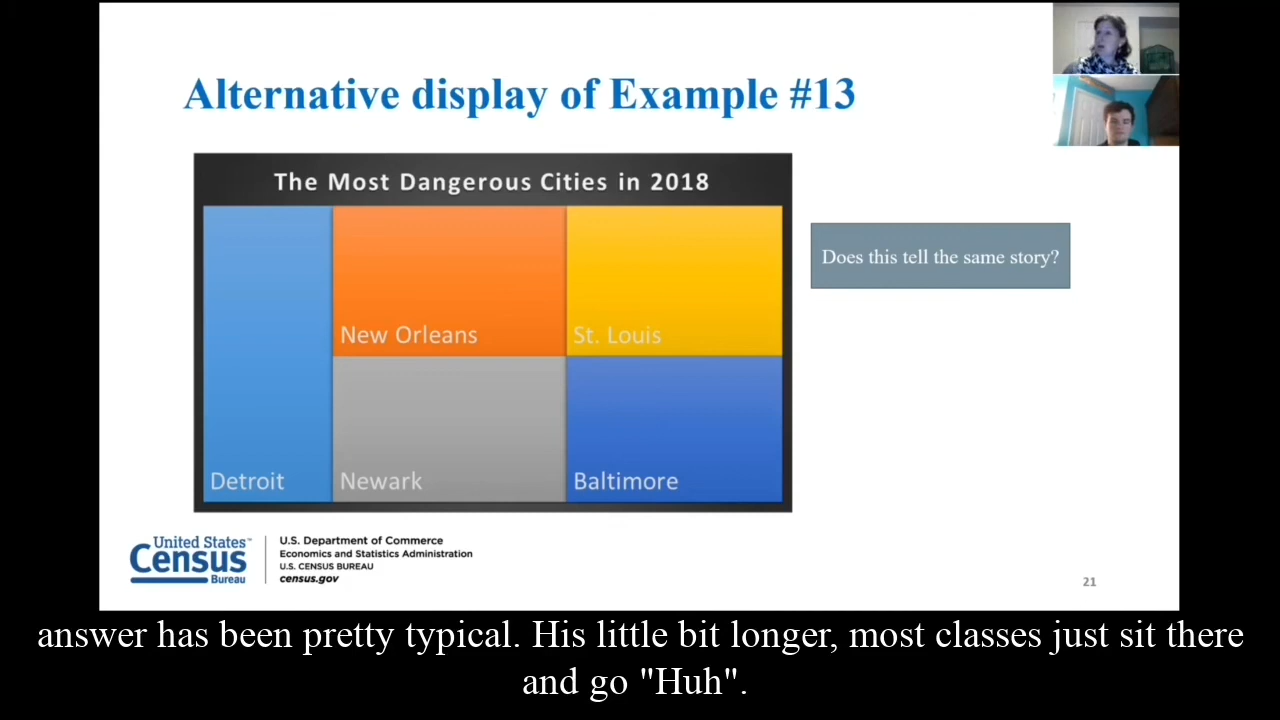 Alternative display of Example #13
The Most Dangerous Cities in 2018
Does this tell the same story?
New Orleans
St. Louis
Detroit
Newark
Baltimore
United States™
Census
Bureau
U.S. Department of Commerce
Economics and Statistics Administration
U.S. CENSUS BUREAU
census.gov
21
answer has been pretty typical. His little bit longer, most classes just sit there
and go "Huh".